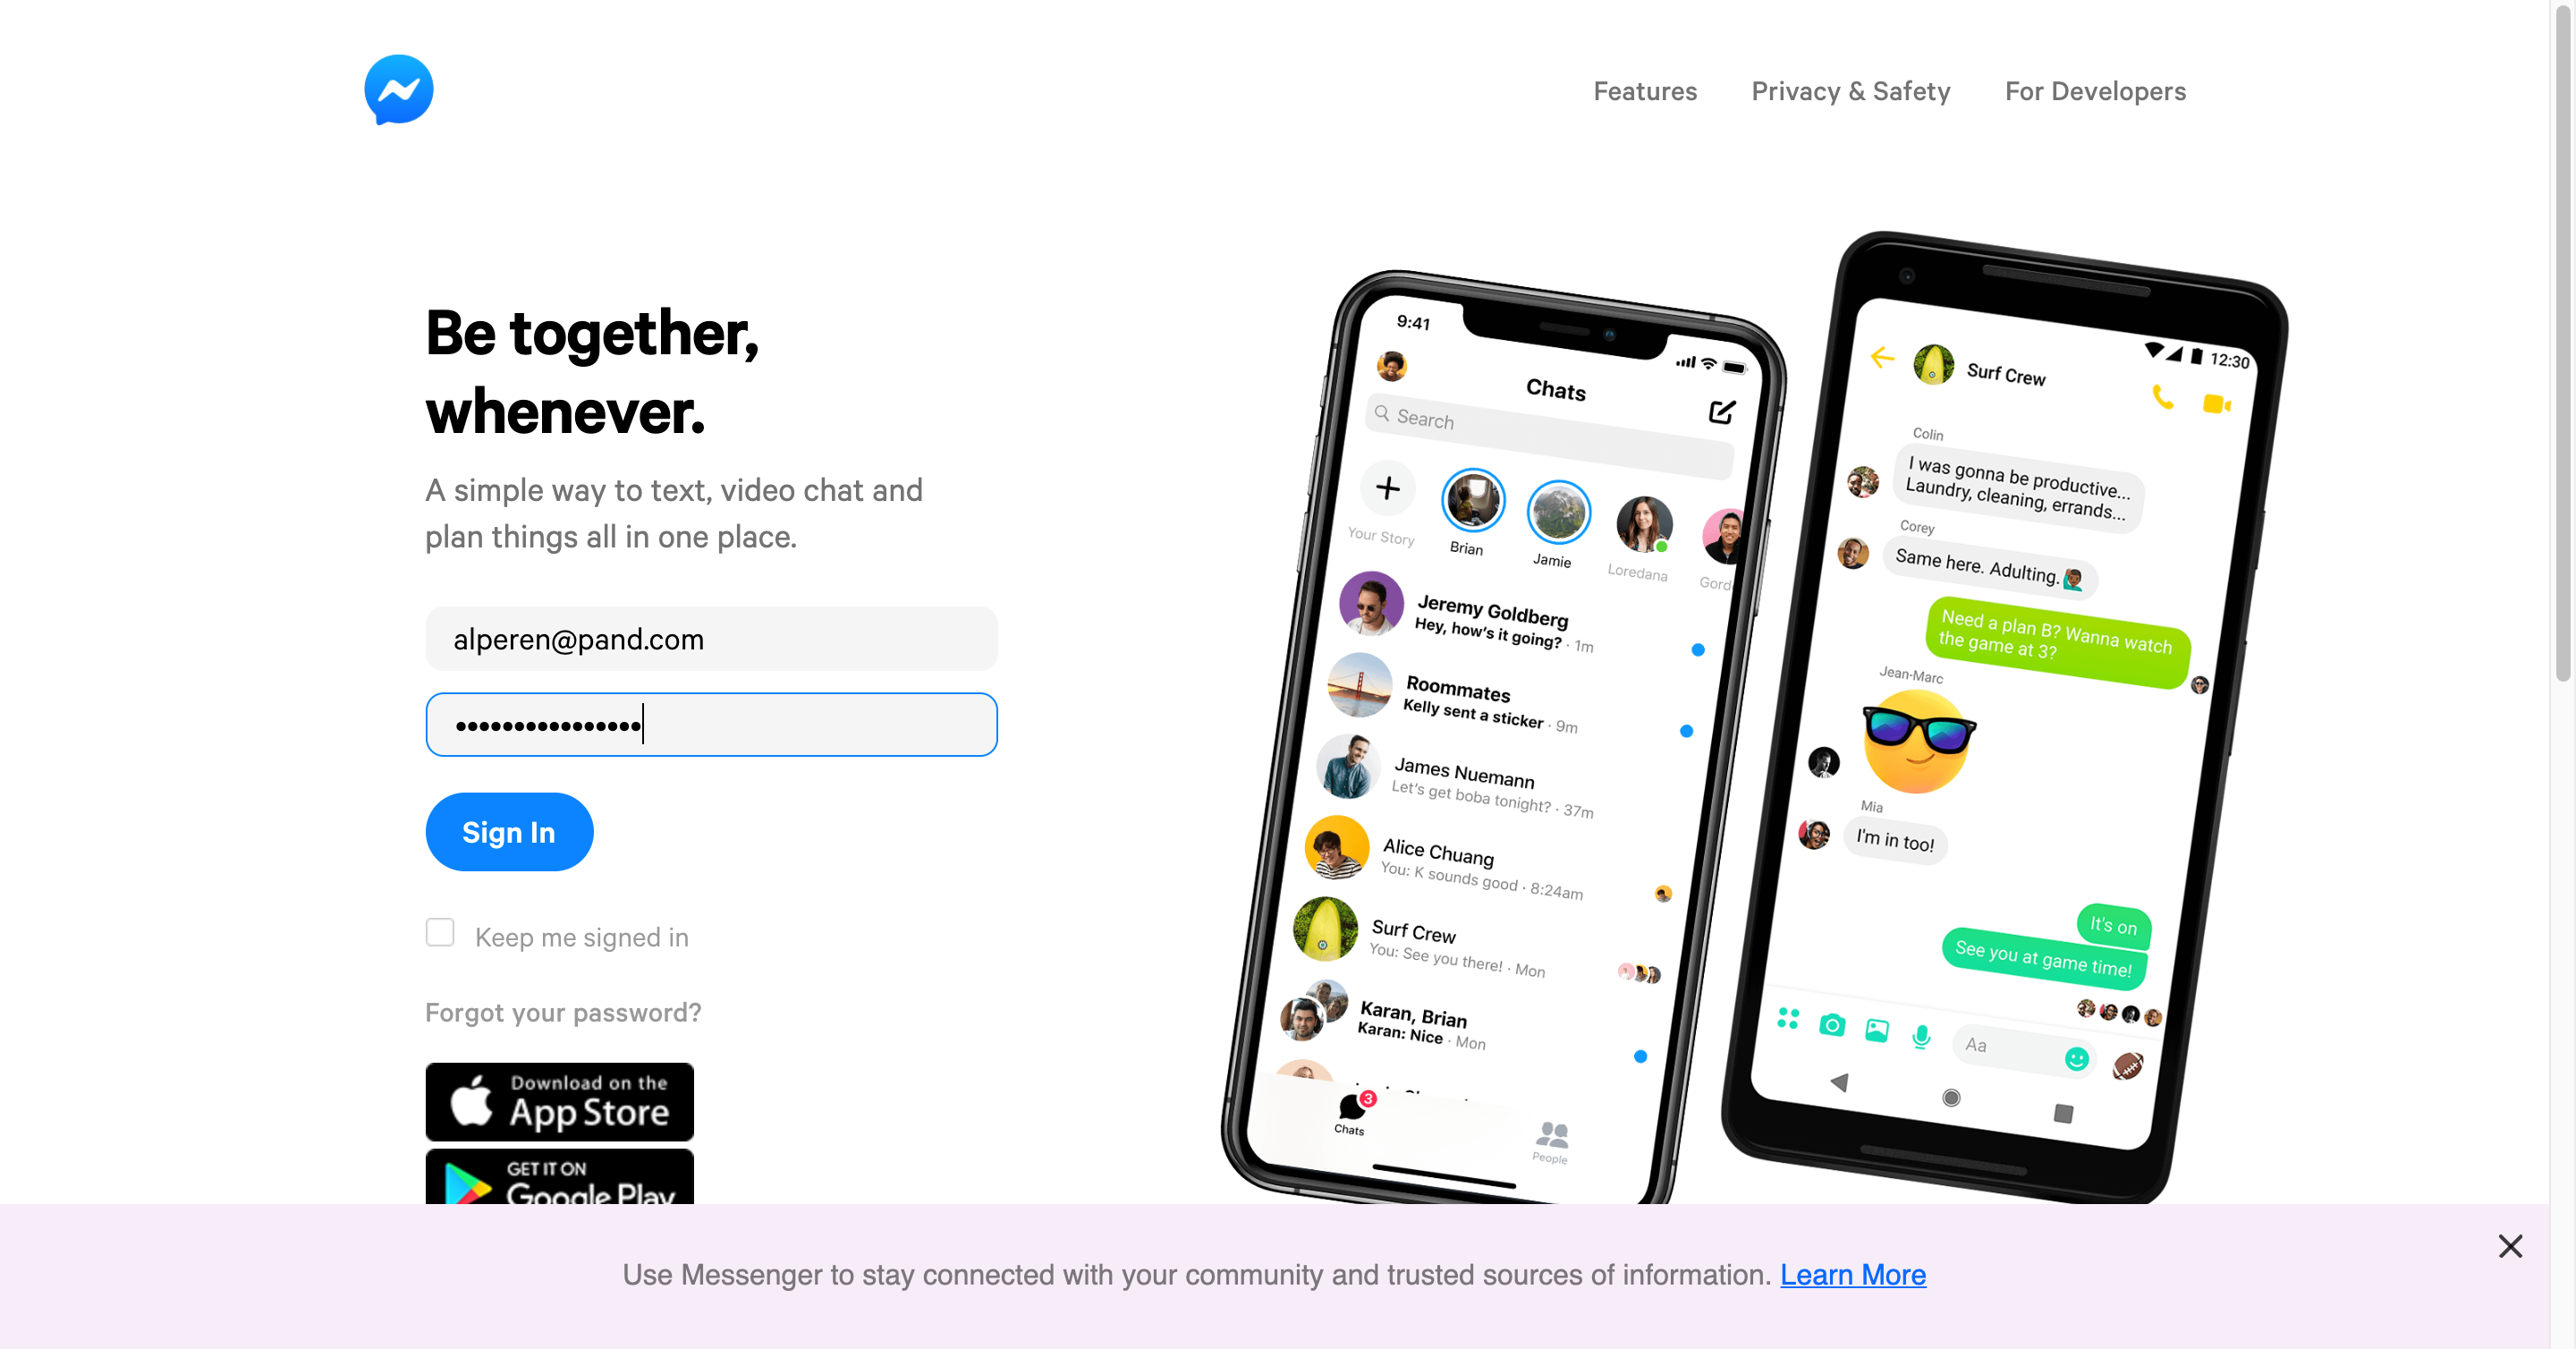 Features Privacy & Safety For Developers
Be together,
whenever.
A simple way to text, video chat and
plan things all in one place.
alperen@pand.com
••••••••••••••••
Sign In
Keep me signed in
Forgot your password?
Download on the
App Store
GET IT ON
Google Play
9:41
Chats
Search
Your Story
Brian
Jamie
Loredana
Gord
Jeremy Goldberg
Hey, how's it going? · 1m
Roommates
Kelly sent a sticker · 9m
James Nuemann
Let's get boba tonight? · 37m
Alice Chuang
You: K sounds good · 8:24am
Surf Crew
You: See you there! · Mon
Karan, Brian
Karan: Nice · Mon
3
Chats
People
12:30
Surf Crew
Colin
I was gonna be productive...
Laundry, cleaning, errands...
Corey
Same here. Adulting.
Need a plan B? Wanna watch
the game at 3?
Jean-Marc
Mia
I'm in too!
It's on
See you at game time!
Aa
Use Messenger to stay connected with your community and trusted sources of information. Learn More